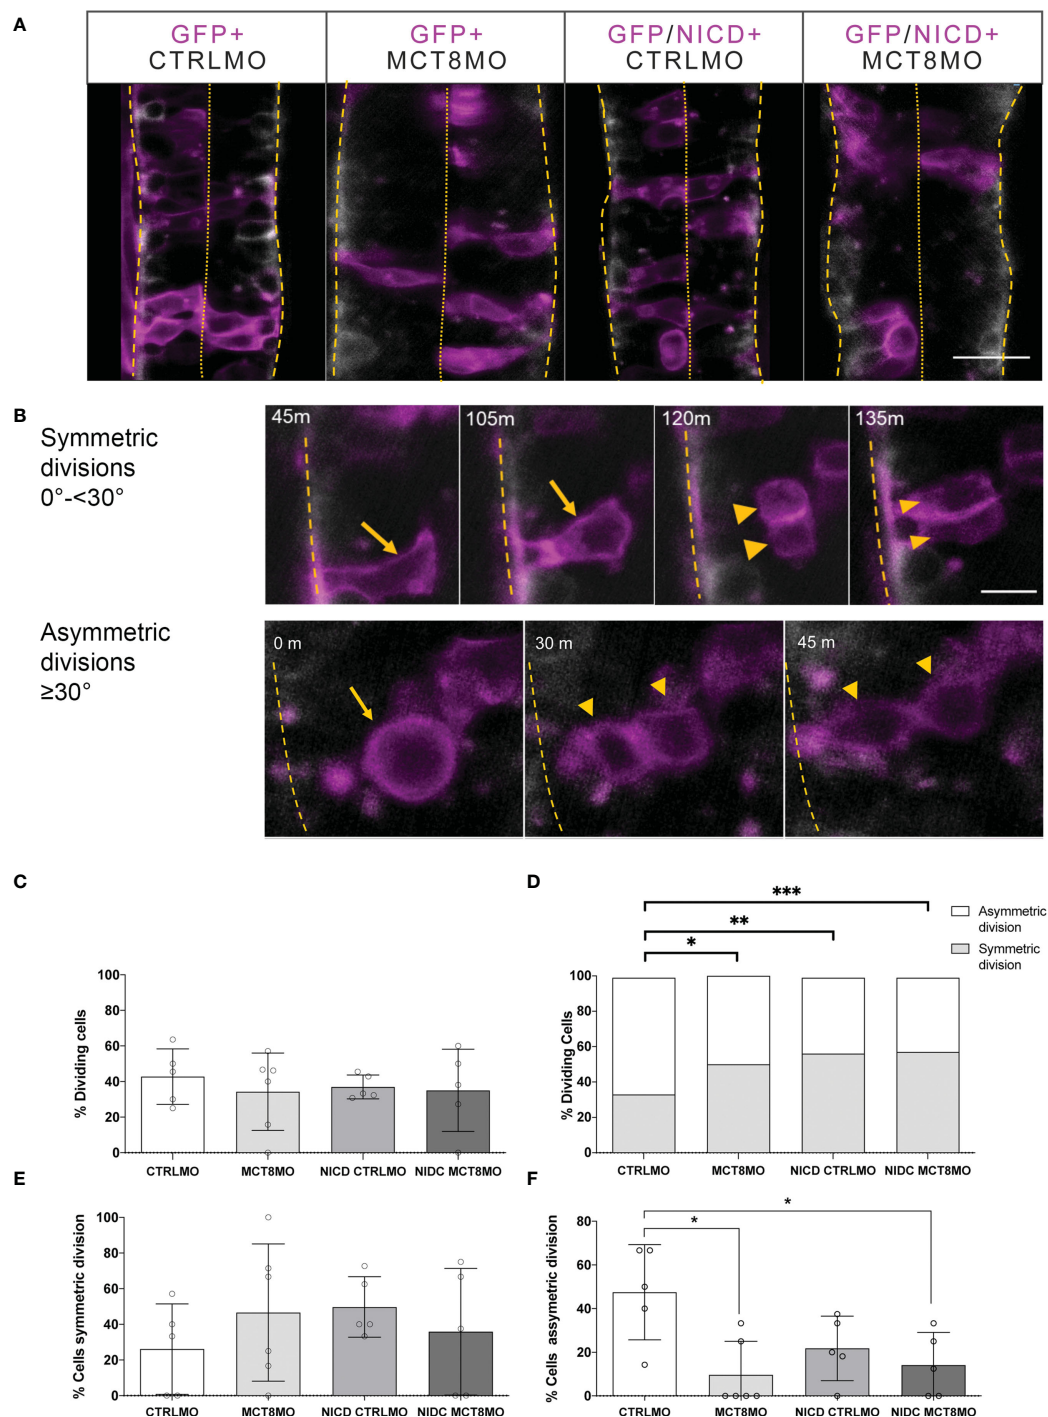 A
GFP+
CTRLMO
GFP+
MCT8MO
GFP/NICD+
CTRLMO
GFP/NICD+
MCT8MO
B
Symmetric
divisions
0°-<30°
45m
105m
120m
135m
Asymmetric
divisions
≥30°
0 m
30 m
45 m
C
% Dividing cells
100
80
60
40
20
0
CTRLMO
MCT8MO
NICD CTRLMO
NIDC MCT8MO
D
***
**
*
Asymmetric
division
Symmetric
division
% Dividing Cells
100
80
60
40
20
0
CTRLMO
MCT8MO
NICD CTRLMO
NIDC MCT8MO
E
% Cells symmetric division
100
80
60
40
20
0
CTRLMO
MCT8MO
NICD CTRLMO
NIDC MCT8MO
F
*
*
% Cells assymetric division
80
60
40
20
0
CTRLMO
MCT8MO
NICD CTRLMO
NIDC MCT8MO